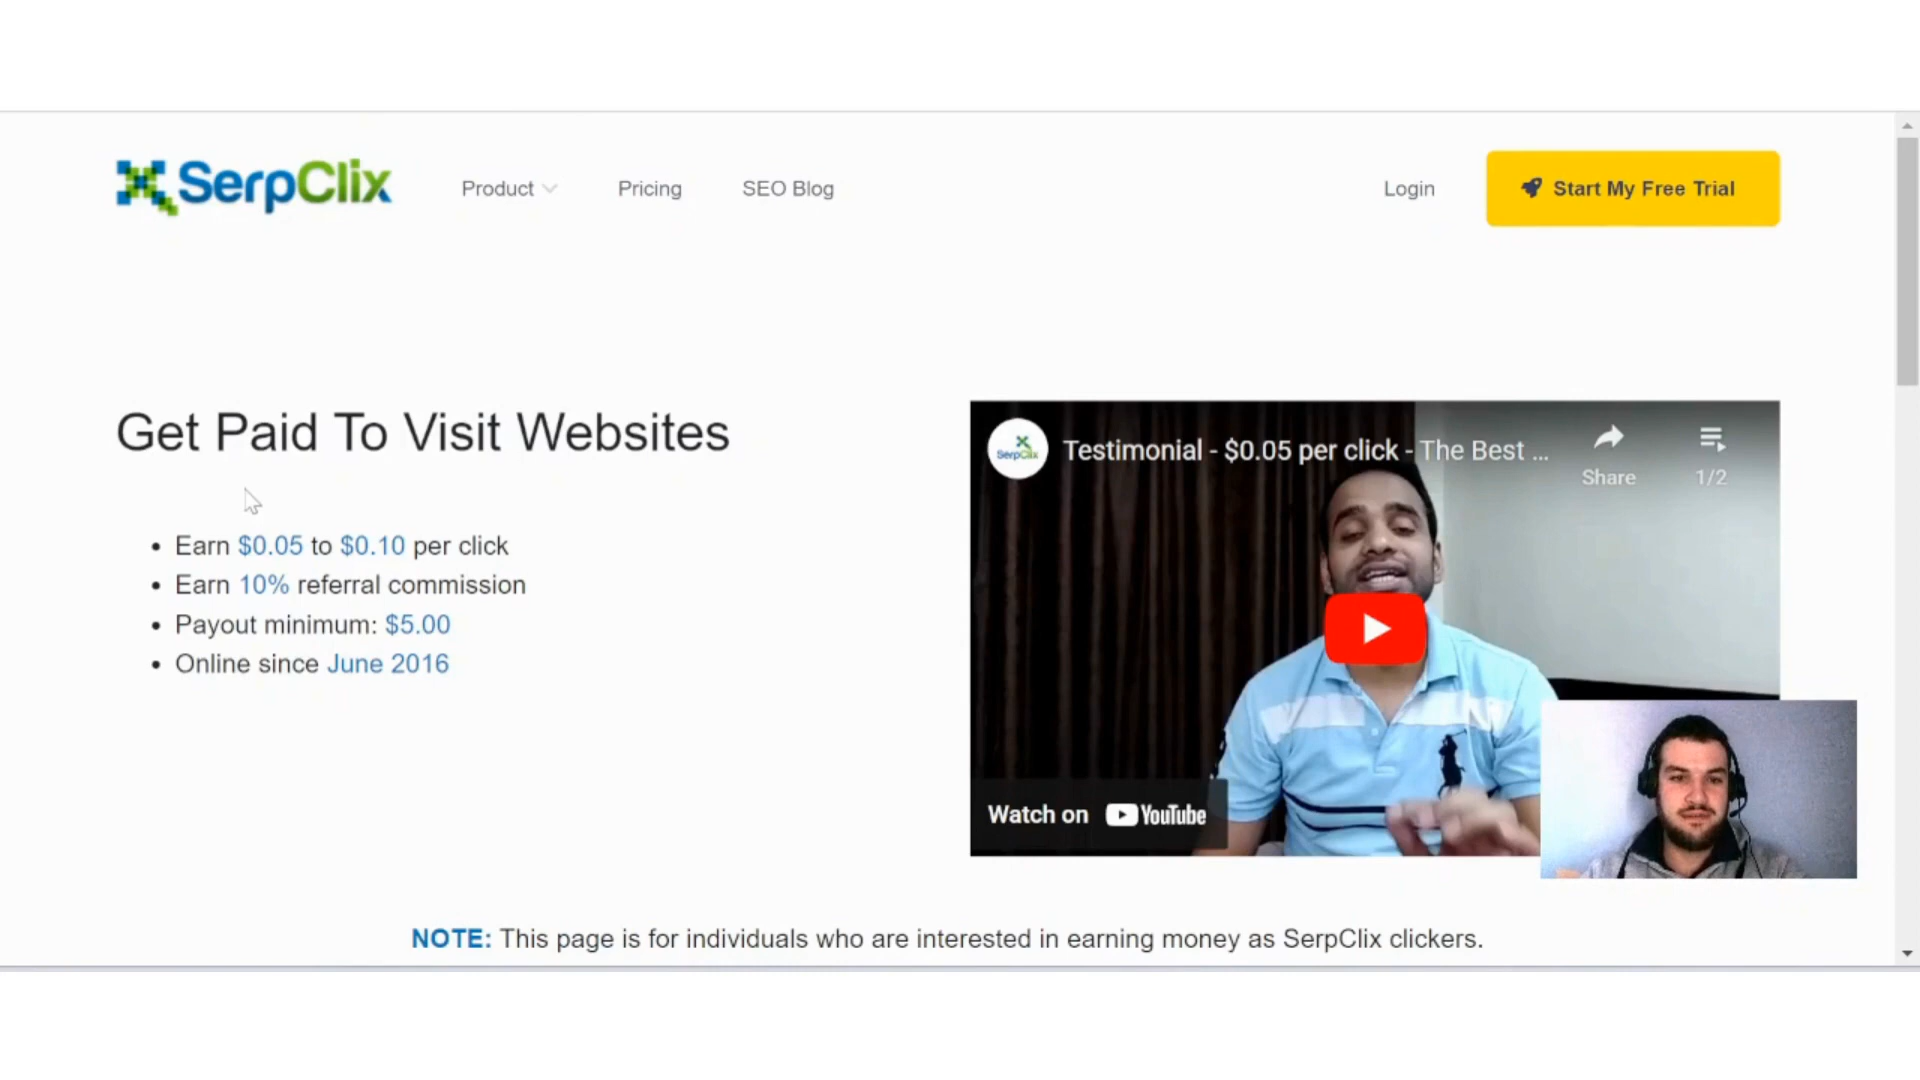 SerpClix
Product
Pricing
SEO Blog
Login
Start My Free Trial
Get Paid To Visit Websites
• Earn $0.05 to $0.10 per click
• Earn 10% referral commission
• Payout minimum: $5.00
• Online since June 2016
SerpClix
Testimonial - $0.05 per click - The Best ...
Share
1/2
Watch on YouTube
NOTE: This page is for individuals who are interested in earning money as SerpClix clickers.